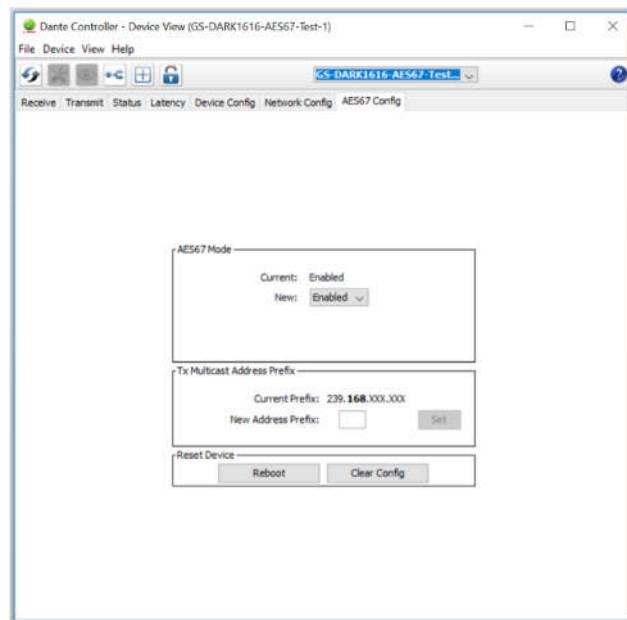 Dante Controller - Device View (GS-DARK1616-AES67-Test-1)
File Device View Help
GS-DARK1616-AES67-Test...
Receive Transmit Status Latency Device Config Network Config AES67 Config
AES67 Mode
Current: Enabled
New: Enabled
Tx Multicast Address Prefix
Current Prefix: 239.168.XXX.XXX
New Address Prefix: Set
Reset Device
Reboot Clear Config